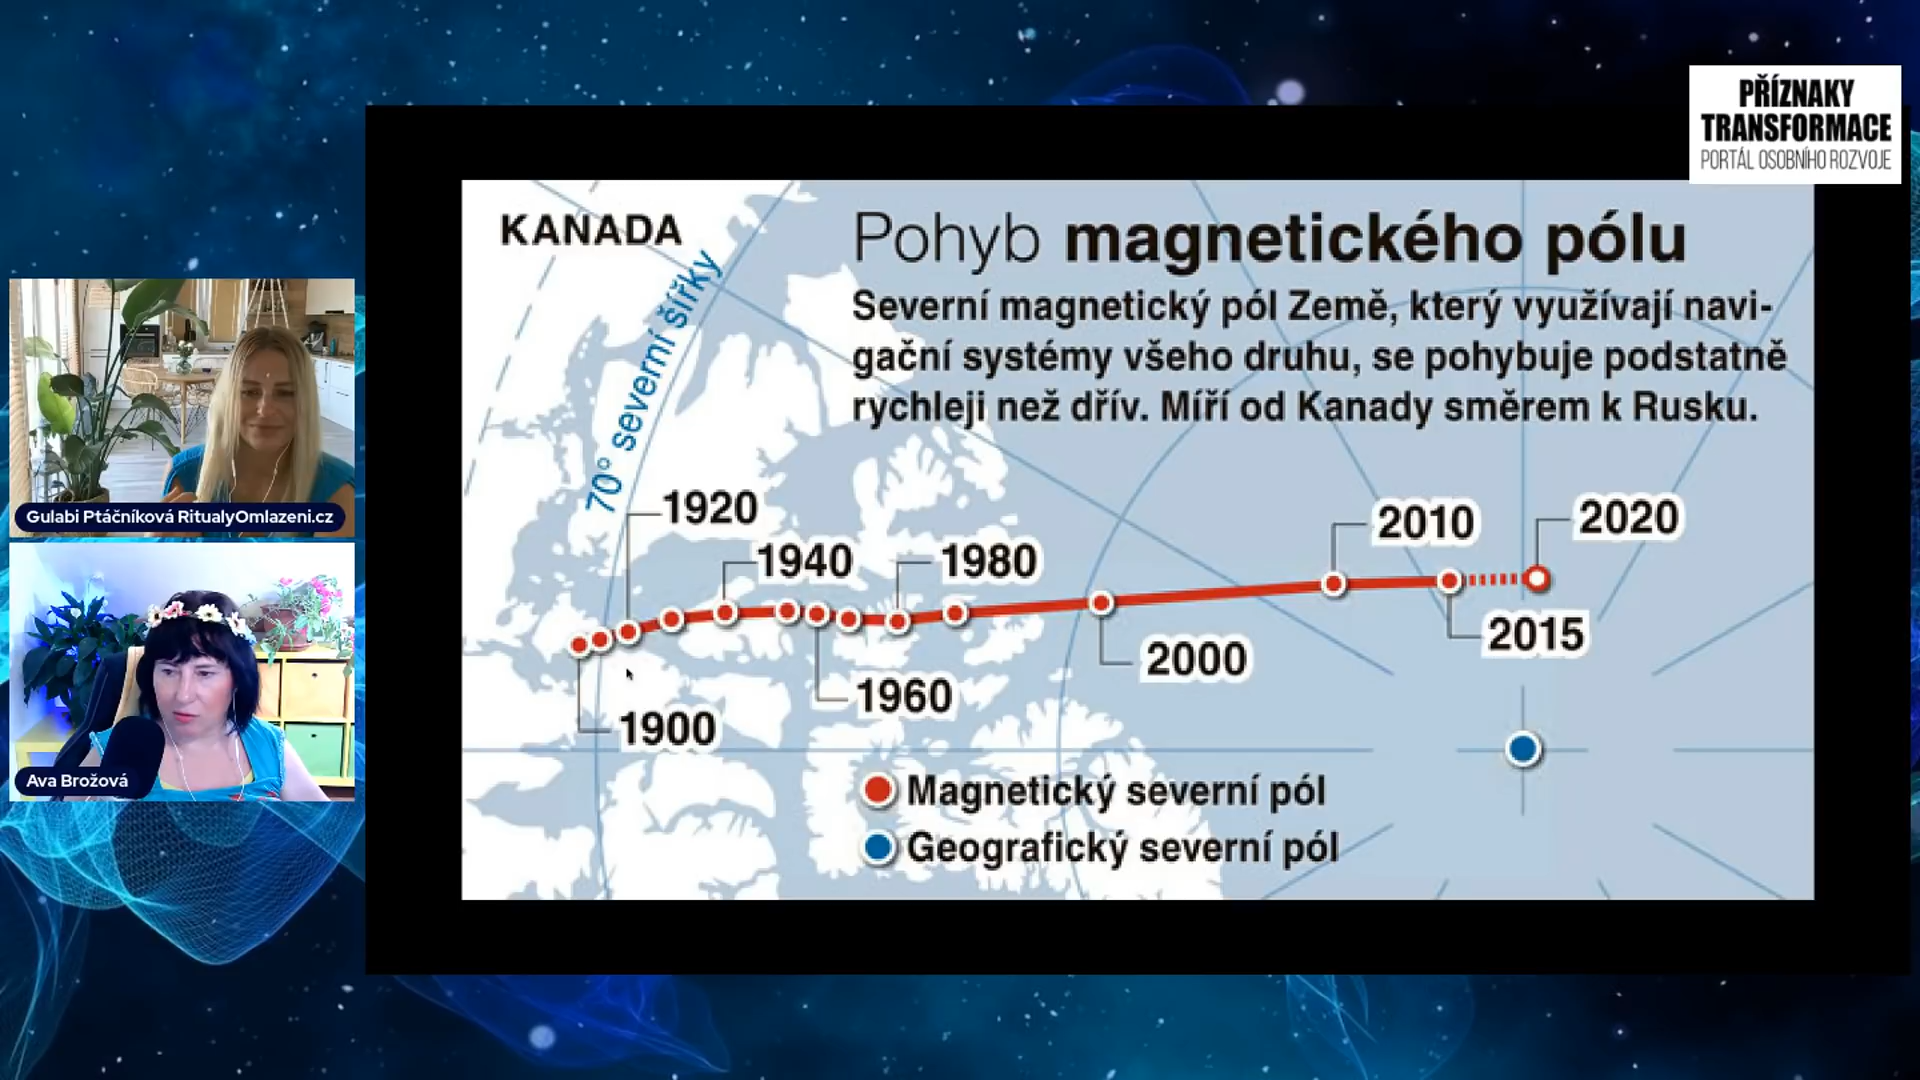 PŘÍZNAKY
TRANSFORMACE
PORTÁL OSOBNÍHO ROZVOJE
KANADA
Pohyb magnetického pólu
Severní magnetický pól Země, který využívají navi-
gační systémy všeho druhu, se pohybuje podstatně
rychleji než dřív. Míří od Kanady směrem k Rusku.
70° severní šířky
1920
1940
1980
2010
2020
2015
2000
1960
1900
Magnetický severní pól
Geografický severní pól
Gulabi Ptáčníková RitualyOmlazeni.cz
Ava Brožová